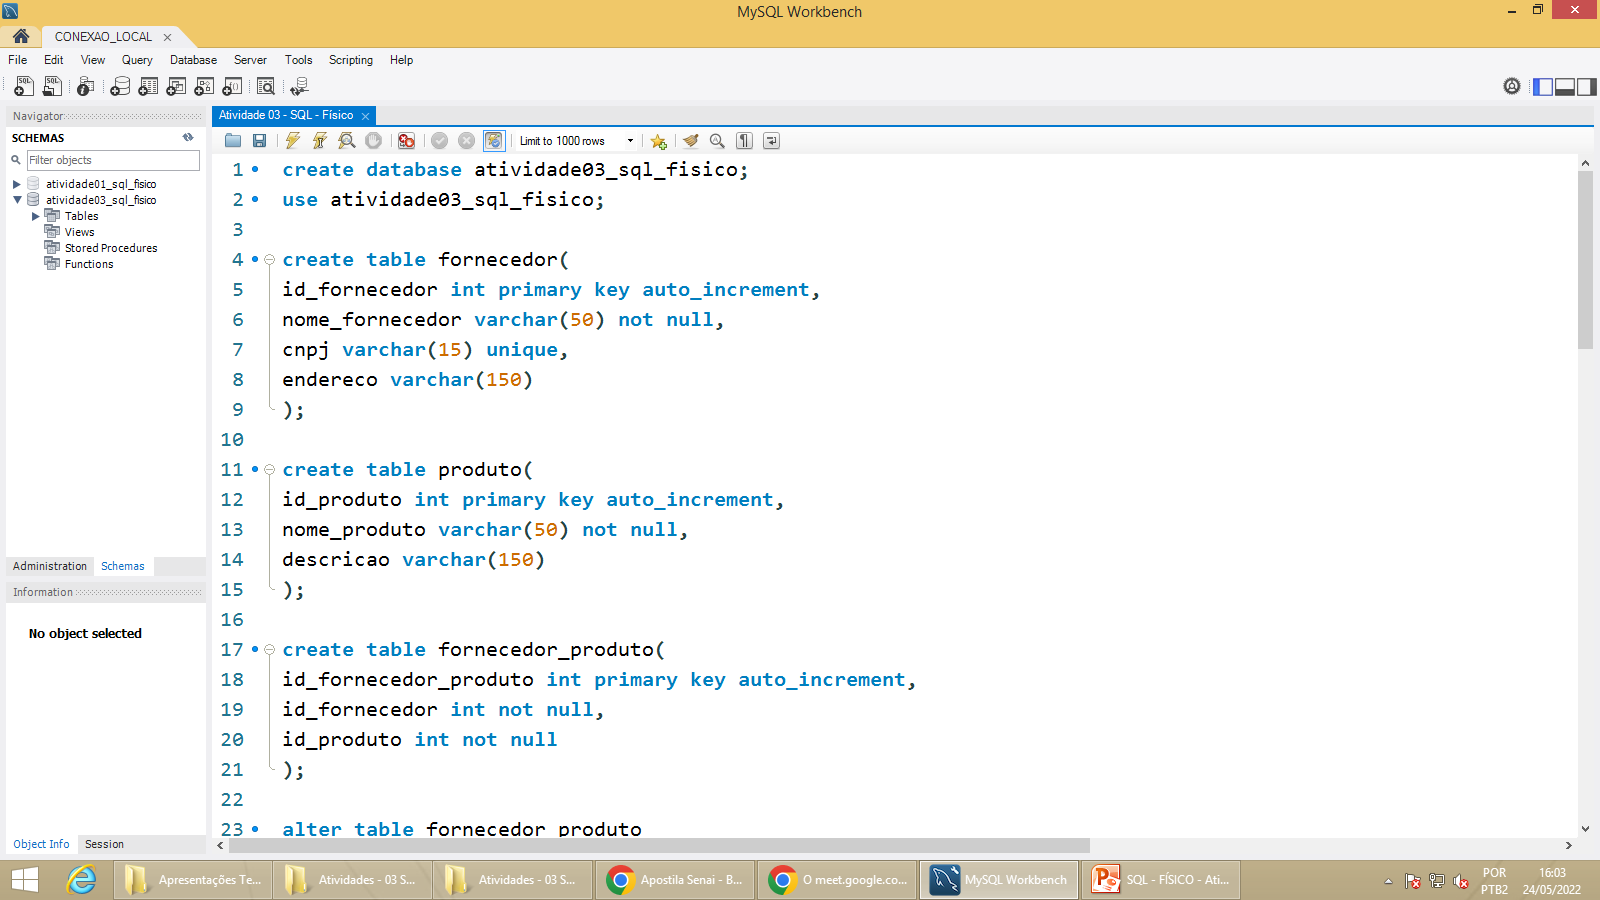 MySQL Workbench
CONEXAO_LOCAL
File Edit View Query Database Server Tools Scripting Help
Navigator
SCHEMAS
Filter objects
atividade01_sql_fisico
atividade03_sql_fisico
Tables
Views
Stored Procedures
Functions
Administration Schemas
Information
No object selected
Object Info Session
Atividade 03 - SQL - Físico
Limit to 1000 rows
1 create database atividade03_sql_fisico;
2 use atividade03_sql_fisico;
3
4 create table fornecedor(
5 id_fornecedor int primary key auto_increment,
6 nome_fornecedor varchar(50) not null,
7 cnpj varchar(15) unique,
8 endereco varchar(150)
9 );
10
11 create table produto(
12 id_produto int primary key auto_increment,
13 nome_produto varchar(50) not null,
14 descricao varchar(150)
15 );
16
17 create table fornecedor_produto(
18 id_fornecedor_produto int primary key auto_increment,
19 id_fornecedor int not null,
20 id_produto int not null
21 );
22
23 alter table fornecedor_produto
Apresentações Te... Atividades - 03 S... Atividades - 03 S... Apostila Senai - B... O meet.google.co... MySQL Workbench SQL - FÍSICO - Ati...
POR
PTB2
16:03
24/05/2022